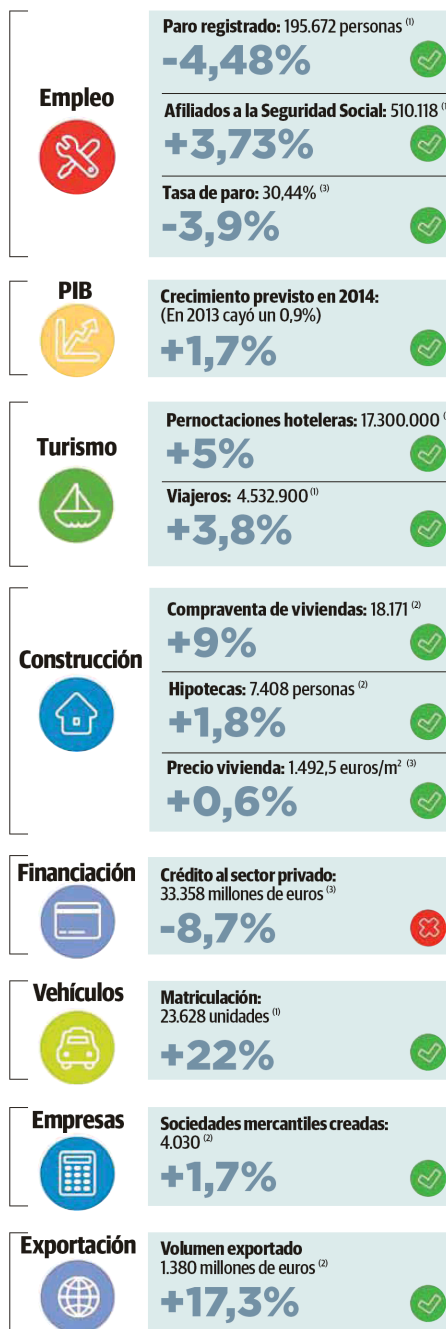 Empleo
Paro registrado: 195.672 personas (1)
-4,48%
Afiliados a la Seguridad Social: 510.118 (1
+3,73%
Tasa de paro: 30,44% (3)
-3,9%
PIB
Crecimiento previsto en 2014:
(En 2013 cayó un 0,9%)
+1,7%
Turismo
Pernoctaciones hoteleras: 17.300.000 (
+5%
Viajeros: 4.532.900 (1)
+3,8%
Construcción
Compraventa de viviendas: 18.171 (2)
+9%
Hipotecas: 7.408 personas (2)
+1,8%
Precio vivienda: 1.492,5 euros/m² (3)
+0,6%
Financiación
Crédito al sector privado:
33.358 millones de euros (3)
-8,7%
Vehículos
Matriculación:
23.628 unidades (1)
+22%
Empresas
Sociedades mercantiles creadas:
4.030 (2)
+1,7%
Exportación
Volumen exportado
1.380 millones de euros (2)
+17,3%